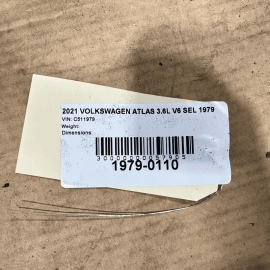 2021 VOLKSWAGEN ATLAS 3.6L V6 SEL 1979
VIN: C511979
Weight:
Dimensions:
1979-0110